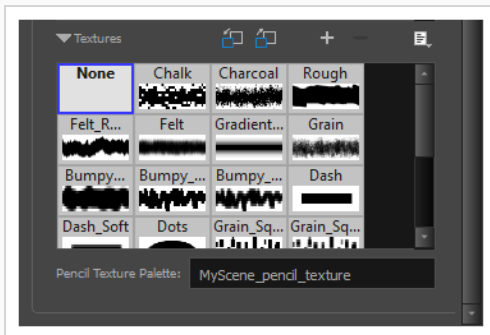 Textures
None Chalk Charcoal Rough
Felt_R... Felt Gradient... Grain
Bumpy... Bumpy_... Bumpy_... Dash
Dash_Soft Dots Grain_Sq... Grain_Sq...
Pencil Texture Palette: MyScene_pencil_texture